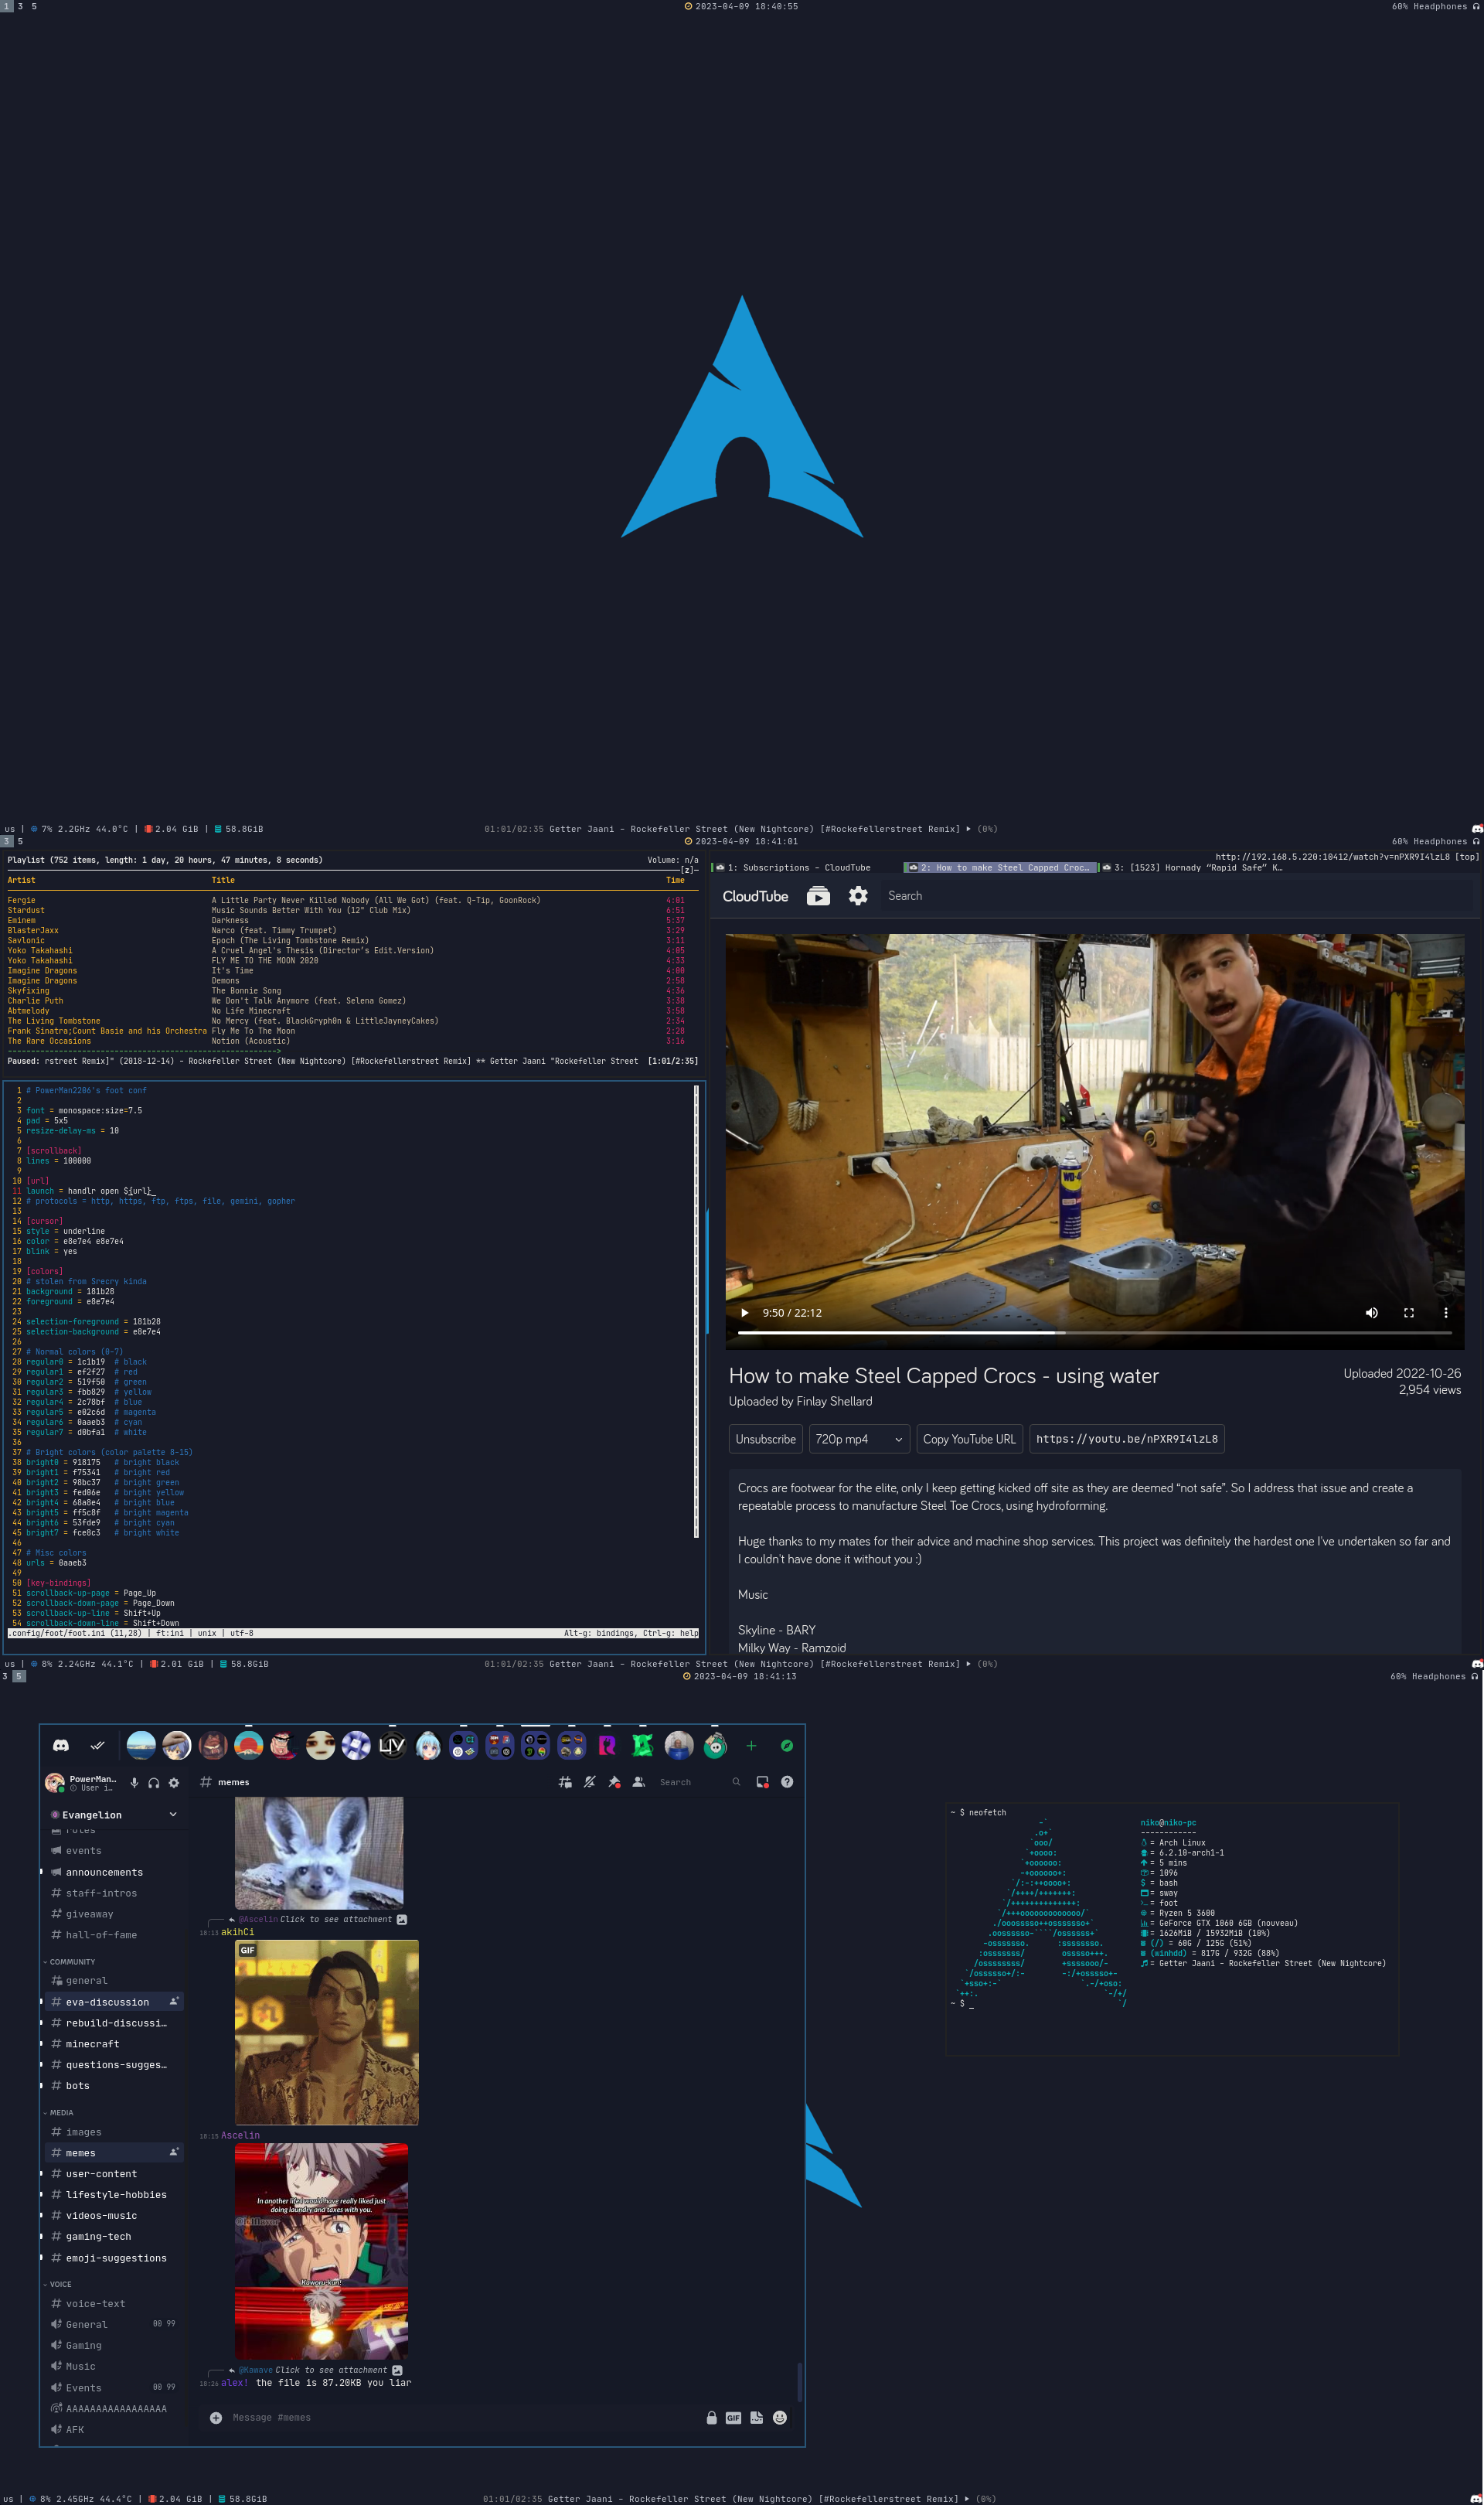 1 3 5
2023-04-09 18:40:55
60% Headphones
us | 7% 2.2GHz 44.0°C | 2.04 GiB | 58.8GiB
01:01/02:35 Getter Jaani - Rockefeller Street (New Nightcore) [#Rockefellerstreet Remix] (0%)
3 5
2023-04-09 18:41:01
60% Headphones
Playlist (752 items, length: 1 day, 20 hours, 47 minutes, 8 seconds) Volume: n/a
[z]
Artist Title Time
Fergie A Little Party Never Killed Nobody (All We Got) (feat. Q-Tip, GoonRock) 4:01
Stardust Music Sounds Better With You (12" Club Mix) 6:51
Eminem Darkness 5:37
BlasterJaxx Narco (feat. Timmy Trumpet) 3:29
Savlonic Epoch (The Living Tombstone Remix) 3:11
Yoko Takahashi A Cruel Angel's Thesis (Director's Edit.Version) 4:05
Yoko Takahashi FLY ME TO THE MOON 2020 4:33
Imagine Dragons It's Time 4:00
Imagine Dragons Demons 2:58
Skyfixing The Bonnie Song 4:36
Charlie Puth We Don't Talk Anymore (feat. Selena Gomez) 3:38
Abtmelody No Life Minecraft 3:58
The Living Tombstone No Mercy (feat. BlackGryph0n & LittleJayneyCakes) 2:34
Frank Sinatra;Count Basie and his Orchestra Fly Me To The Moon 2:28
The Rare Occasions Notion (Acoustic) 3:16
Paused: rstreet Remix]" (2018-12-14) - Rockefeller Street (New Nightcore) [#Rockefellerstreet Remix] ** Getter Jaani "Rockefeller Street [1:01/2:35]
1 # PowerMan2206's foot conf
2
3 font = monospace:size=7.5
4 pad = 5x5
5 resize-delay-ms = 10
6
7 [scrollback]
8 lines = 100000
9
10 [url]
11 launch = handlr open ${url}
12 # protocols = http, https, ftp, ftps, file, gemini, gopher
13
14 [cursor]
15 style = underline
16 color = e8e7e4 e8e7e4
17 blink = yes
18
19 [colors]
20 # stolen from Srecry kinda
21 background = 181b28
22 foreground = e8e7e4
23
24 selection-foreground = 181b28
25 selection-background = e8e7e4
26
27 # Normal colors (0-7)
28 regular0 = 1c1b19 # black
29 regular1 = ef2f27 # red
30 regular2 = 519f50 # green
31 regular3 = fbb829 # yellow
32 regular4 = 2c78bf # blue
33 regular5 = e02c6d # magenta
34 regular6 = 0aaeb3 # cyan
35 regular7 = d0bfa1 # white
36
37 # Bright colors (color palette 8-15)
38 bright0 = 918175 # bright black
39 bright1 = f75341 # bright red
40 bright2 = 98bc37 # bright green
41 bright3 = fed06e # bright yellow
42 bright4 = 68a8e4 # bright blue
43 bright5 = ff5c8f # bright magenta
44 bright6 = 53fde9 # bright cyan
45 bright7 = fce8c3 # bright white
46
47 # Misc colors
48 urls = 0aaeb3
49
50 [key-bindings]
51 scrollback-up-page = Page_Up
52 scrollback-down-page = Page_Down
53 scrollback-up-line = Shift+Up
54 scrollback-down-line = Shift+Down
.config/foot/foot.ini (11,28) | ft:ini | unix | utf-8 Alt-g: bindings, Ctrl-g: help
http://192.168.5.220:10412/watch?v=nPXR9I4lzL8 [top]
1: Subscriptions - CloudTube
2: How to make Steel Capped Croc…
3: [1523] Hornady “Rapid Safe” K…
CloudTube
Search
WD-40
9:50 / 22:12
How to make Steel Capped Crocs - using water
Uploaded 2022-10-26
2,954 views
Uploaded by Finlay Shellard
Unsubscribe
720p mp4
Copy YouTube URL
https://youtu.be/nPXR9I4lzL8
Crocs are footwear for the elite, only I keep getting kicked off site as they are deemed “not safe”. So I address that issue and create a
repeatable process to manufacture Steel Toe Crocs, using hydroforming.
Huge thanks to my mates for their advice and machine shop services. This project was definitely the hardest one I've undertaken so far and
I couldn't have done it without you :)
Music
Skyline - BARY
Milky Way - Ramzoid
us | 8% 2.24GHz 44.1°C | 2.01 GiB | 58.8GiB
01:01/02:35 Getter Jaani - Rockefeller Street (New Nightcore) [#Rockefellerstreet Remix] (0%)
3 5
2023-04-09 18:41:13
60% Headphones
LIV
CI
PowerMan…
User i…
Evangelion
rules
events
announcements
staff-intros
giveaway
hall-of-fame
COMMUNITY
general
eva-discussion
rebuild-discussi…
minecraft
questions-sugges…
bots
MEDIA
images
memes
user-content
lifestyle-hobbies
videos-music
gaming-tech
emoji-suggestions
VOICE
voice-text
General 00 99
Gaming
Music
Events 00 99
AAAAAAAAAAAAAAAAA
AFK
memes
Search
@Ascelin Click to see attachment
18:13 akihCi
GIF
18:15 Ascelin
In another life, I would have really liked just
doing laundry and taxes with you.
Kaworu-kun!
@Kawave Click to see attachment
18:26 alex! the file is 87.20KB you liar
Message #memes
GIF
~ $ neofetch
niko@niko-pc
------------
= Arch Linux
= 6.2.10-arch1-1
= 5 mins
= 1096
$ = bash
= sway
= foot
= Ryzen 5 3600
= GeForce GTX 1060 6GB (nouveau)
= 1626MiB / 15932MiB (10%)
(/) = 60G / 125G (51%)
(winhdd) = 817G / 932G (88%)
= Getter Jaani - Rockefeller Street (New Nightcore)
~ $ _
us | 8% 2.45GHz 44.4°C | 2.04 GiB | 58.8GiB
01:01/02:35 Getter Jaani - Rockefeller Street (New Nightcore) [#Rockefellerstreet Remix] (0%)